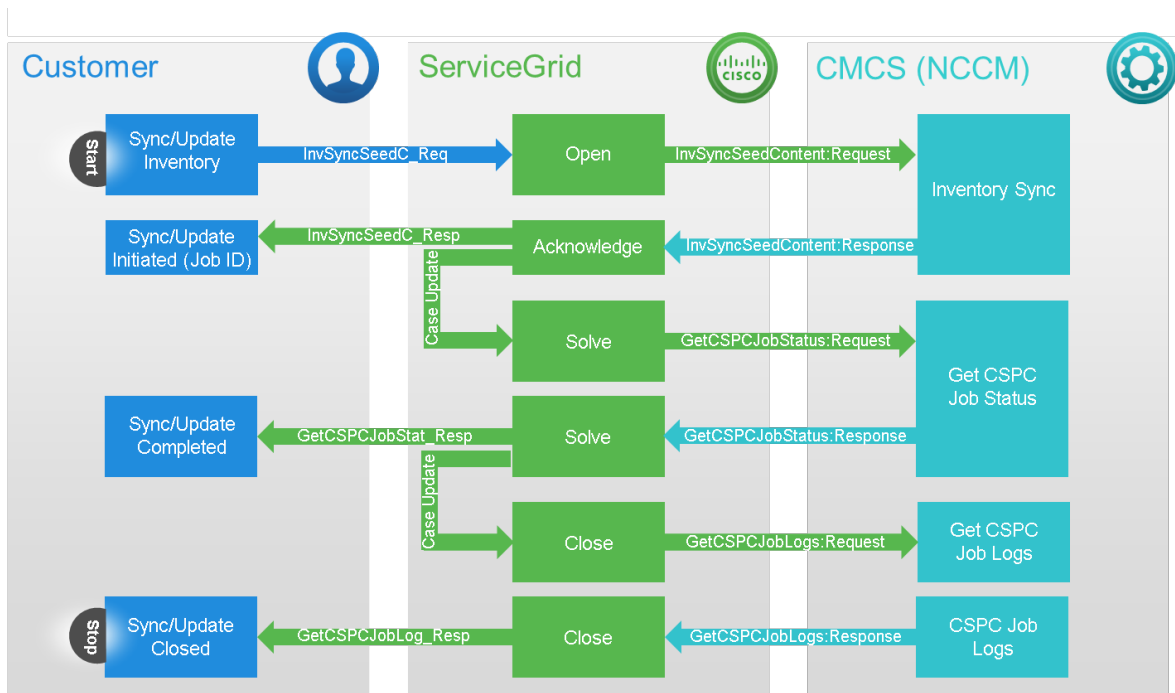 Customer
ServiceGrid
CISCO
CMCS (NCCM)
Start
Sync/Update
Inventory
InvSyncSeedC_Req
Open
InvSyncSeedContent:Request
Inventory Sync
Sync/Update
Initiated (Job ID)
InvSyncSeedC_Resp
Acknowledge
InvSyncSeedContent:Response
Case Update
Solve
GetCSPCJobStatus:Request
Get CSPC
Job Status
Sync/Update
Completed
GetCSPCJobStat_Resp
Solve
GetCSPCJobStatus:Response
Case Update
Close
GetCSPCJobLogs:Request
Get CSPC
Job Logs
Stop
Sync/Update
Closed
GetCSPCJobLog_Resp
Close
GetCSPCJobLogs:Response
CSPC Job
Logs